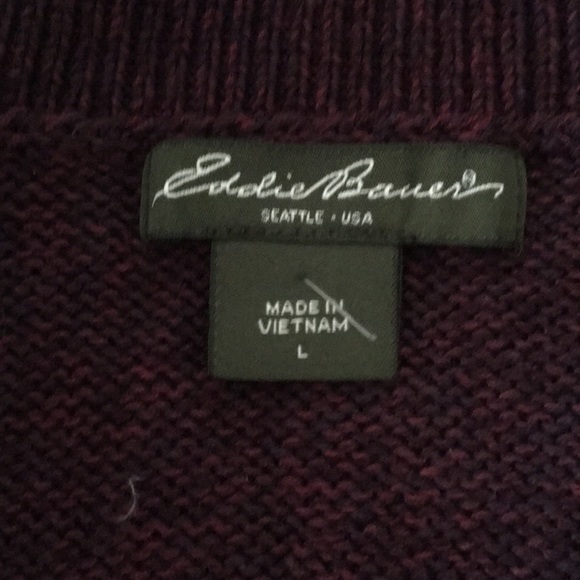 Eddie Bauer®
SEATTLE • USA
MADE IN
VIETNAM
L